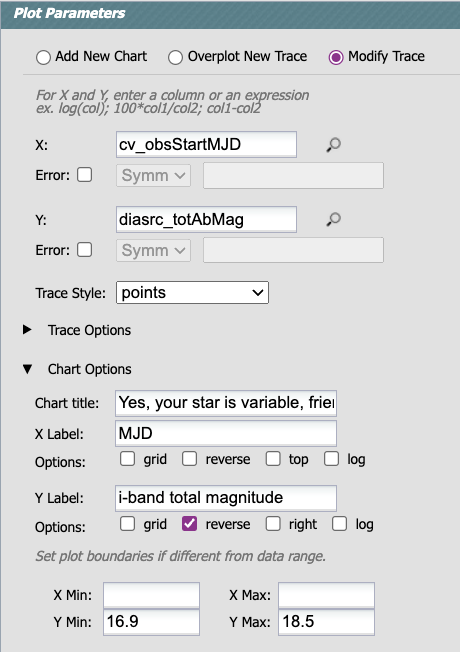 Plot Parameters
Add New Chart Overplot New Trace Modify Trace
For X and Y, enter a column or an expression
ex. log(col); 100*col1/col2; col1-col2
X: cv_obsStartMJD
Error: Symm
Y: diasrc_totAbMag
Error: Symm
Trace Style: points
Trace Options
Chart Options
Chart title: Yes, your star is variable,
X Label: MJD
Options: grid reverse top log
Y Label: i-band total magnitude
Options: grid reverse right log
Set plot boundaries if different from data range.
X Min: X Max:
Y Min: 16.9 Y Max: 18.5